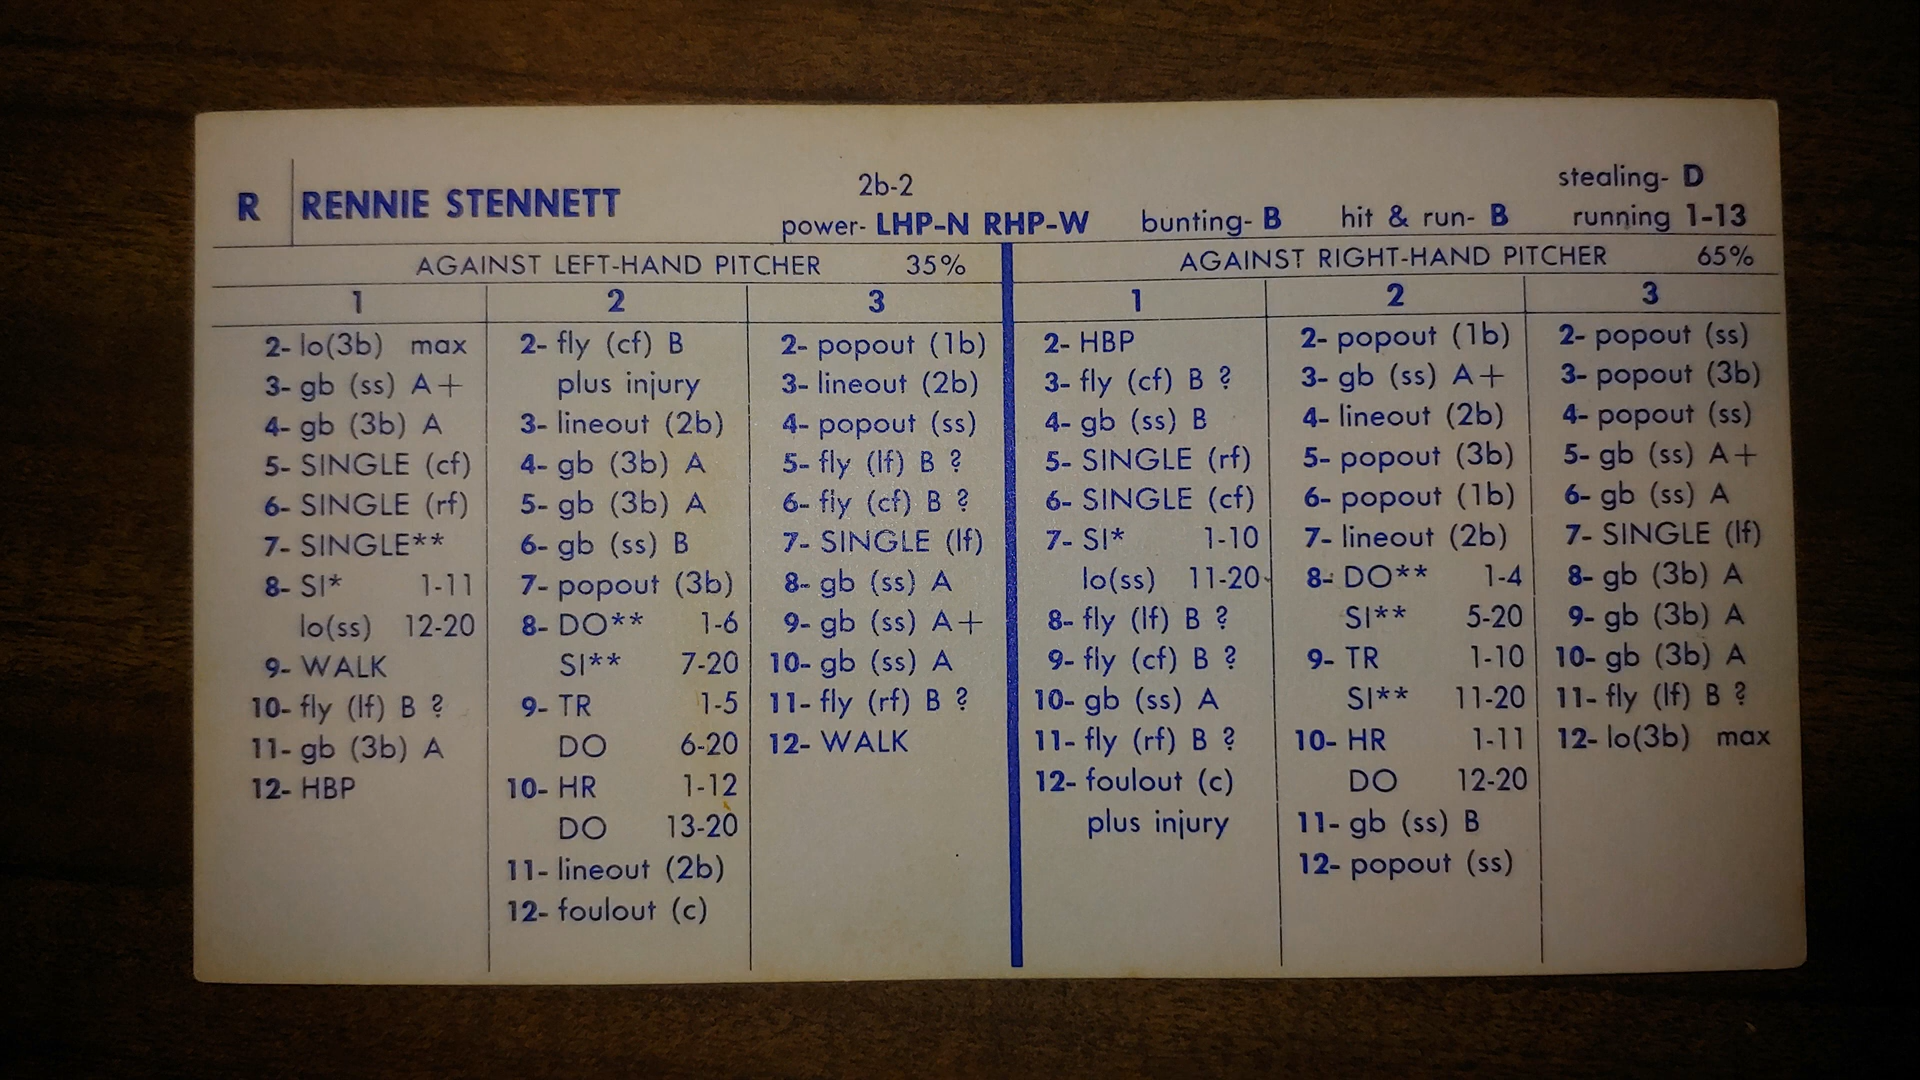 R RENNIE STENNETT 2b-2 stealing- D
power- LHP-N RHP-W bunting- B hit & run- B running 1-13
AGAINST LEFT-HAND PITCHER 35%
1
2- lo(3b) max
3- gb (ss) A+
4- gb (3b) A
5- SINGLE (cf)
6- SINGLE (rf)
7- SINGLE**
8- SI* 1-11
lo(ss) 12-20
9- WALK
10- fly (lf) B ?
11- gb (3b) A
12- HBP
2
2- fly (cf) B
plus injury
3- lineout (2b)
4- gb (3b) A
5- gb (3b) A
6- gb (ss) B
7- popout (3b)
8- DO** 1-6
SI** 7-20
9- TR 1-5
DO 6-20
10- HR 1-12
DO 13-20
11- lineout (2b)
12- foulout (c)
3
2- popout (1b)
3- lineout (2b)
4- popout (ss)
5- fly (lf) B ?
6- fly (cf) B ?
7- SINGLE (lf)
8- gb (ss) A
9- gb (ss) A+
10- gb (ss) A
11- fly (rf) B ?
12- WALK
AGAINST RIGHT-HAND PITCHER 65%
1
2- HBP
3- fly (cf) B ?
4- gb (ss) B
5- SINGLE (rf)
6- SINGLE (cf)
7- SI* 1-10
lo(ss) 11-20
8- fly (lf) B ?
9- fly (cf) B ?
10- gb (ss) A
11- fly (rf) B ?
12- foulout (c)
plus injury
2
2- popout (1b)
3- gb (ss) A+
4- lineout (2b)
5- popout (3b)
6- popout (1b)
7- lineout (2b)
8- DO** 1-4
SI** 5-20
9- TR 1-10
SI** 11-20
10- HR 1-11
DO 12-20
11- gb (ss) B
12- popout (ss)
3
2- popout (ss)
3- popout (3b)
4- popout (ss)
5- gb (ss) A+
6- gb (ss) A
7- SINGLE (lf)
8- gb (3b) A
9- gb (3b) A
10- gb (3b) A
11- fly (lf) B ?
12- lo(3b) max